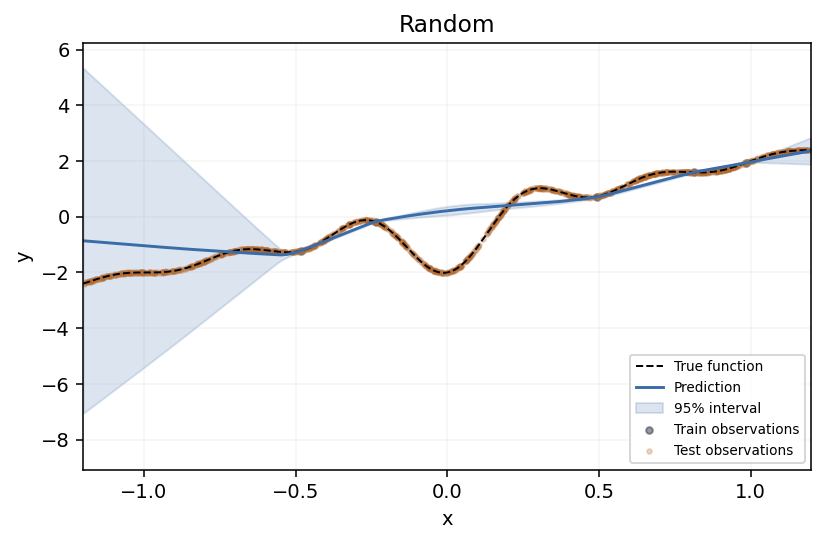 Random
6
4
2
0
−2
−4
−6
−8
y
−1.0
−0.5
0.0
0.5
1.0
x
True function
Prediction
95% interval
Train observations
Test observations